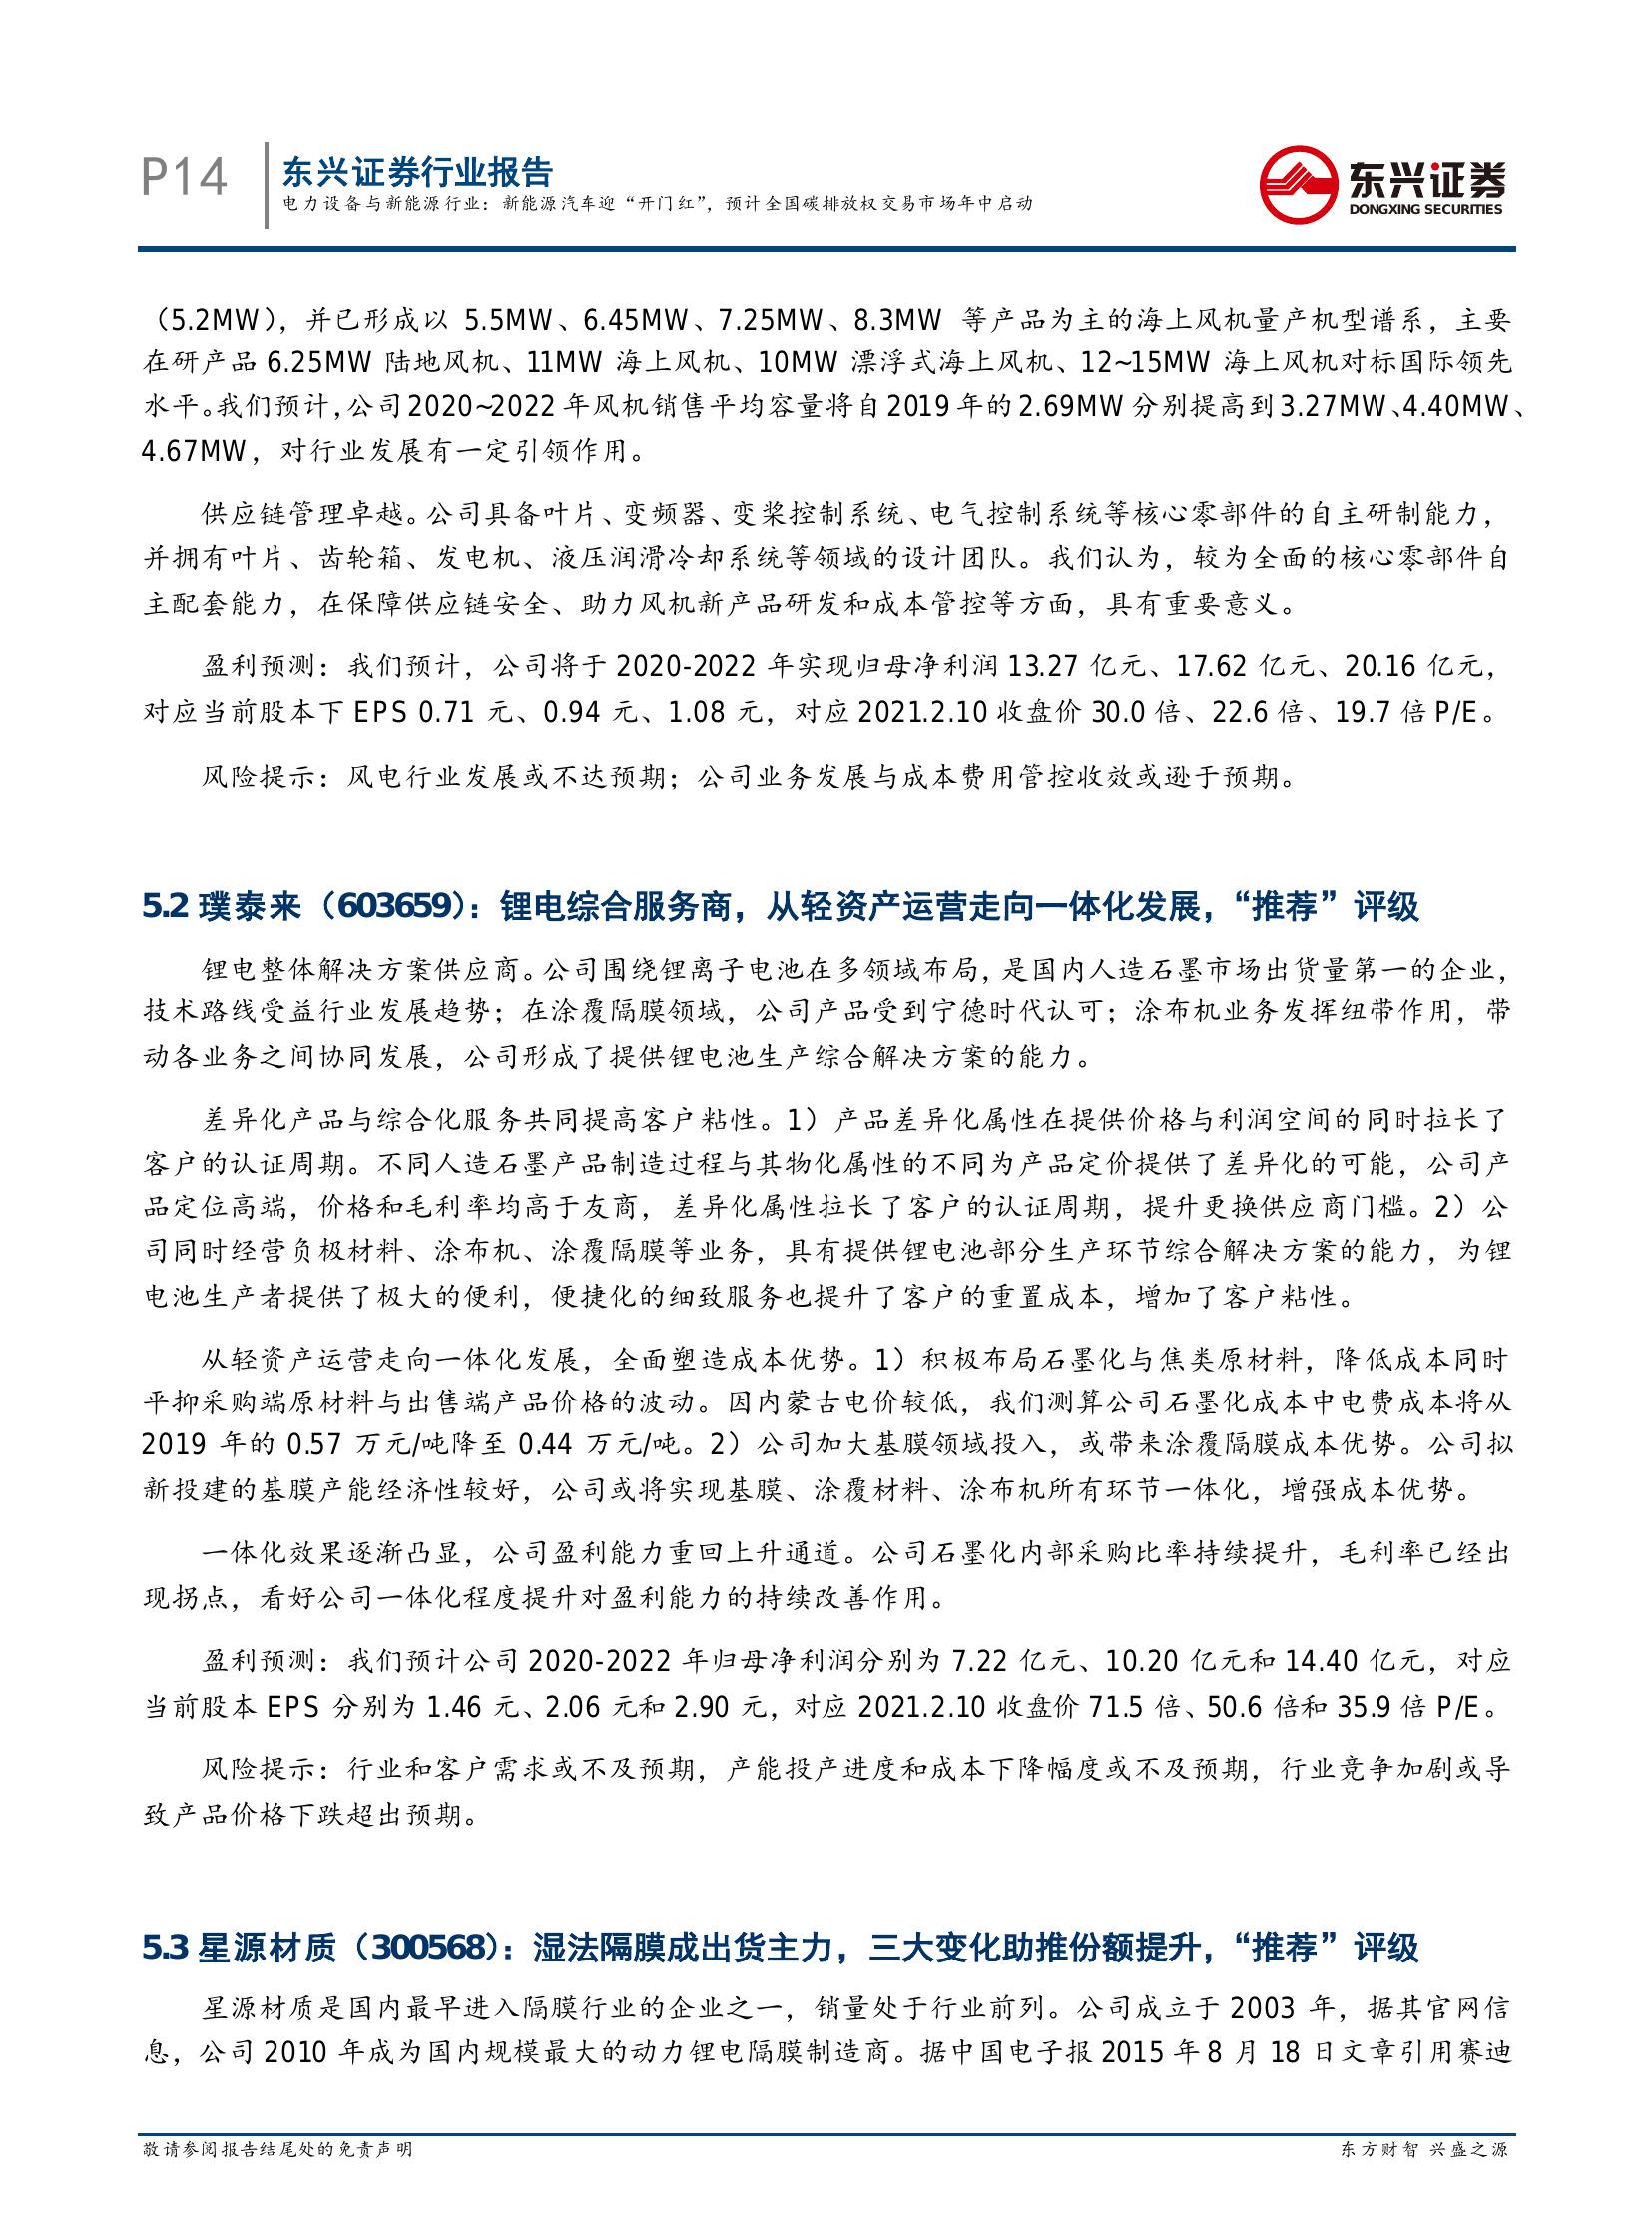 P14
东兴证券行业报告
电力设备与新能源行业：新能源汽车迎“开门红”，预计全国碳排放权交易市场年中启动
东兴证券
DONGXING SECURITIES
（5.2MW），并已形成以 5.5MW、6.45MW、7.25MW、8.3MW 等产品为主的海上风机量产机型谱系，主要
在研产品 6.25MW 陆地风机、11MW 海上风机、10MW 漂浮式海上风机、12~15MW 海上风机对标国际领先
水平。我们预计，公司 2020~2022 年风机销售平均容量将自 2019 年的 2.69MW 分别提高到 3.27MW、4.40MW、
4.67MW，对行业发展有一定引领作用。
供应链管理卓越。公司具备叶片、变频器、变桨控制系统、电气控制系统等核心零部件的自主研制能力，
并拥有叶片、齿轮箱、发电机、液压润滑冷却系统等领域的设计团队。我们认为，较为全面的核心零部件自
主配套能力，在保障供应链安全、助力风机新产品研发和成本管控等方面，具有重要意义。
盈利预测：我们预计，公司将于 2020-2022 年实现归母净利润 13.27 亿元、17.62 亿元、20.16 亿元，
对应当前股本下 EPS 0.71 元、0.94 元、1.08 元，对应 2021.2.10 收盘价 30.0 倍、22.6 倍、19.7 倍 P/E。
风险提示：风电行业发展或不达预期；公司业务发展与成本费用管控收效或逊于预期。
5.2 璞泰来（603659）：锂电综合服务商，从轻资产运营走向一体化发展，“推荐”评级
锂电整体解决方案供应商。公司围绕锂离子电池在多领域布局，是国内人造石墨市场出货量第一的企业，
技术路线受益行业发展趋势；在涂覆隔膜领域，公司产品受到宁德时代认可；涂布机业务发挥纽带作用，带
动各业务之间协同发展，公司形成了提供锂电池生产综合解决方案的能力。
差异化产品与综合化服务共同提高客户粘性。1）产品差异化属性在提供价格与利润空间的同时拉长了
客户的认证周期。不同人造石墨产品制造过程与其物化属性的不同为产品定价提供了差异化的可能，公司产
品定位高端，价格和毛利率均高于友商，差异化属性拉长了客户的认证周期，提升更换供应商门槛。2）公
司同时经营负极材料、涂布机、涂覆隔膜等业务，具有提供锂电池部分生产环节综合解决方案的能力，为锂
电池生产者提供了极大的便利，便捷化的细致服务也提升了客户的重置成本，增加了客户粘性。
从轻资产运营走向一体化发展，全面塑造成本优势。1）积极布局石墨化与焦类原材料，降低成本同时
平抑采购端原材料与出售端产品价格的波动。因内蒙古电价较低，我们测算公司石墨化成本中电费成本将从
2019 年的 0.57 万元/吨降至 0.44 万元/吨。2）公司加大基膜领域投入，或带来涂覆隔膜成本优势。公司拟
新投建的基膜产能经济性较好，公司或将实现基膜、涂覆材料、涂布机所有环节一体化，增强成本优势。
一体化效果逐渐凸显，公司盈利能力重回上升通道。公司石墨化内部采购比率持续提升，毛利率已经出
现拐点，看好公司一体化程度提升对盈利能力的持续改善作用。
盈利预测：我们预计公司 2020-2022 年归母净利润分别为 7.22 亿元、10.20 亿元和 14.40 亿元，对应
当前股本 EPS 分别为 1.46 元、2.06 元和 2.90 元，对应 2021.2.10 收盘价 71.5 倍、50.6 倍和 35.9 倍 P/E。
风险提示：行业和客户需求或不及预期，产能投产进度和成本下降幅度或不及预期，行业竞争加剧或导
致产品价格下跌超出预期。
5.3 星源材质（300568）：湿法隔膜成出货主力，三大变化助推份额提升，“推荐”评级
星源材质是国内最早进入隔膜行业的企业之一，销量处于行业前列。公司成立于 2003 年，据其官网信
息，公司 2010 年成为国内规模最大的动力锂电隔膜制造商。据中国电子报 2015 年 8 月 18 日文章引用赛迪
敬请参阅报告结尾处的免责声明
东方财智 兴盛之源